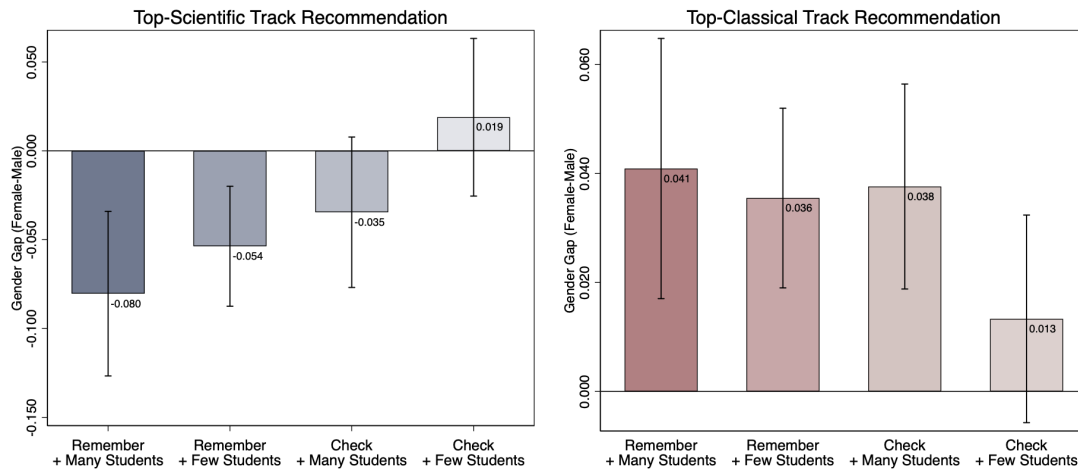 Top-Scientific Track Recommendation
Gender Gap (Female-Male)
0.050
0.000
-0.050
-0.100
-0.150
-0.080
-0.054
-0.035
0.019
Remember
+ Many Students
Remember
+ Few Students
Check
+ Many Students
Check
+ Few Students
Top-Classical Track Recommendation
Gender Gap (Female-Male)
0.060
0.040
0.020
0.000
0.041
0.036
0.038
0.013
Remember
+ Many Students
Remember
+ Few Students
Check
+ Many Students
Check
+ Few Students